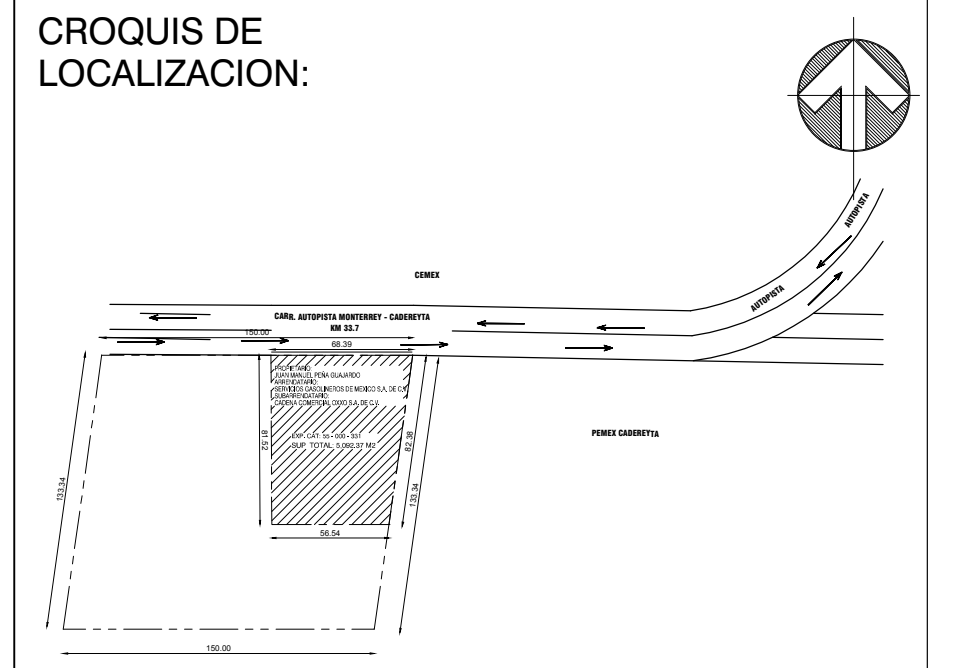 CROQUIS DE
LOCALIZACION:
AUTOPISTA
AUTOPISTA
CEMEX
CARR. AUTOPISTA MONTERREY - CADEREYTA
KM 33.7
150.00
68.39
PROPIETARIO:
JUAN MANUEL PEÑA GUAJARDO
ARRENDATARIO:
SERVICIOS GASOLINEROS DE MEXICO S.A. DE C.V.
SUBARRENDATARIO:
CADENA COMERCIAL OXXO S.A. DE C.V.
EXP. CAT: 55 - 000 - 331
SUP TOTAL: 5,092.37 M2
81.52
82.38
133.34
133.34
56.54
150.00
PEMEX CADEREYTA